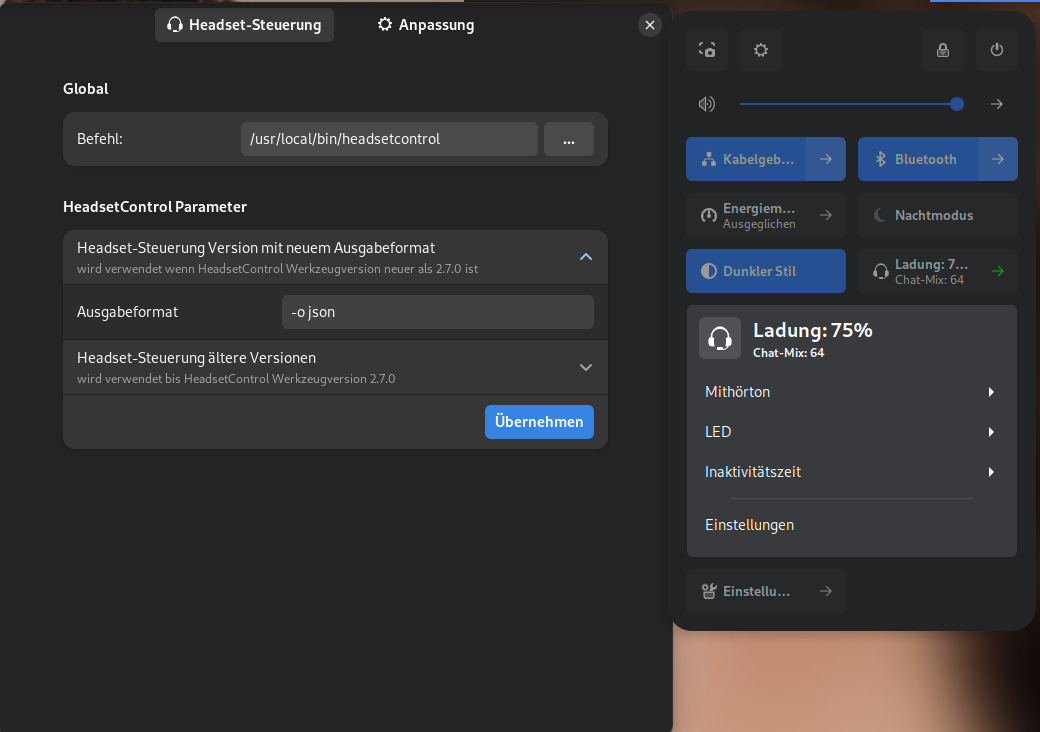 Headset-Steuerung
Anpassung
Global
Befehl:
/usr/local/bin/headsetcontrol
...
HeadsetControl Parameter
Headset-Steuerung Version mit neuem Ausgabeformat
wird verwendet wenn HeadsetControl Werkzeugversion neuer als 2.7.0 ist
Ausgabeformat
-o json
Headset-Steuerung ältere Versionen
wird verwendet bis HeadsetControl Werkzeugversion 2.7.0
Übernehmen
Kabelgeb...
Bluetooth
Energiem...
Ausgeglichen
Nachtmodus
Dunkler Stil
Ladung: 7...
Chat-Mix: 64
Ladung: 75%
Chat-Mix: 64
Mithörton
LED
Inaktivitätszeit
Einstellungen
Einstellu...